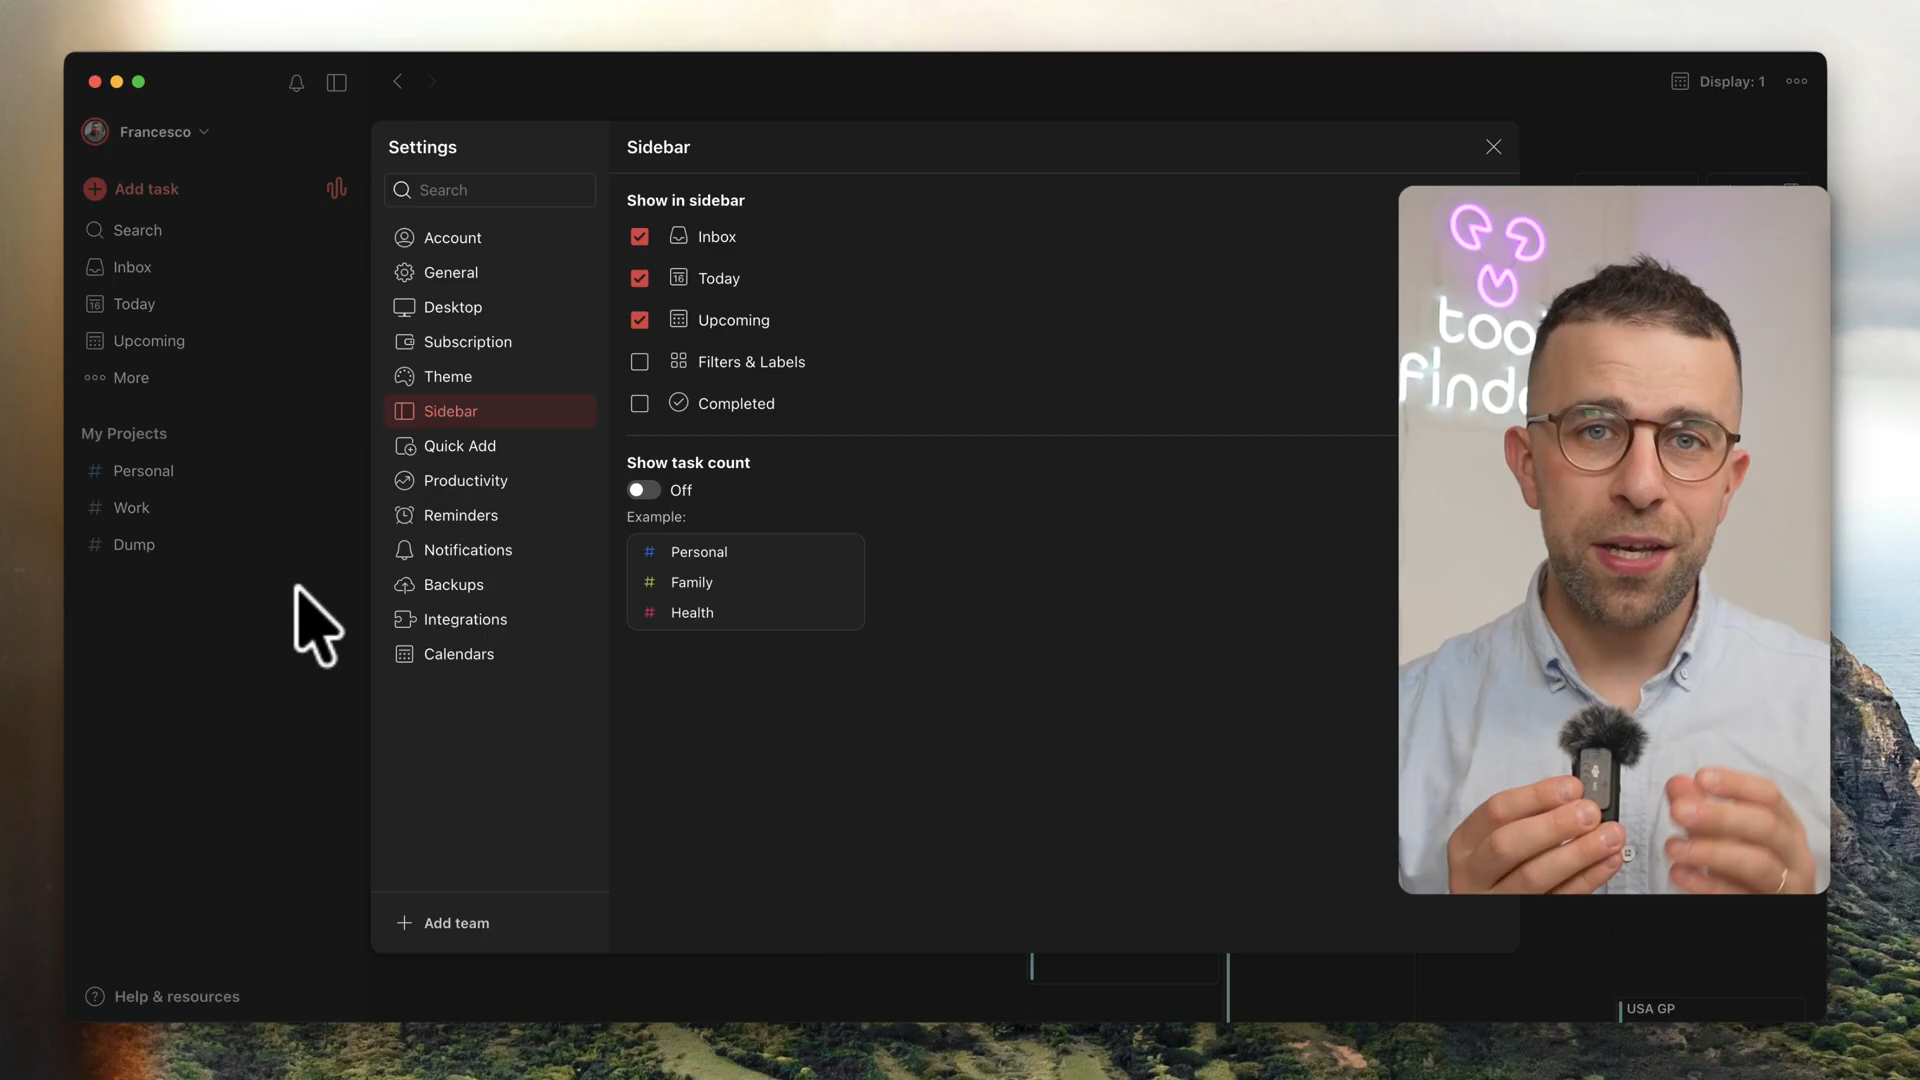 Display: 1
Francesco
Add task
Search
Inbox
16
Today
Upcoming
More
My Projects
Personal
Work
Dump
Help & resources
Settings
Search
Account
General
Desktop
Subscription
Theme
Sidebar
Quick Add
Productivity
Reminders
Notifications
Backups
Integrations
Calendars
Add team
Sidebar
Show in sidebar
Inbox
16
Today
Upcoming
Filters & Labels
Completed
Show task count
Off
Example:
# Personal
# Family
# Health
USA GP